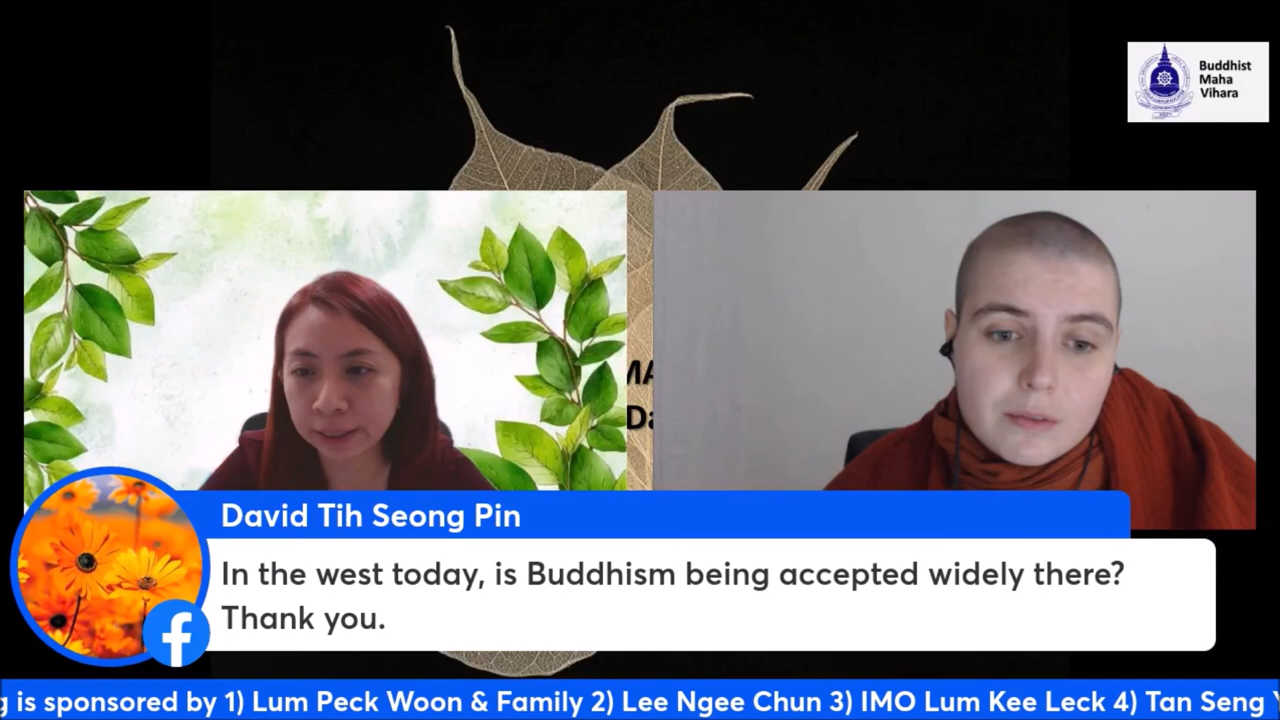 Buddhist
Maha
Vihara
MA
Da
David Tih Seong Pin
In the west today, is Buddhism being accepted widely there?
Thank you.
g is sponsored by 1) Lum Peck Woon & Family 2) Lee Ngee Chun 3) IMO Lum Kee Leck 4) Tan Seng Y